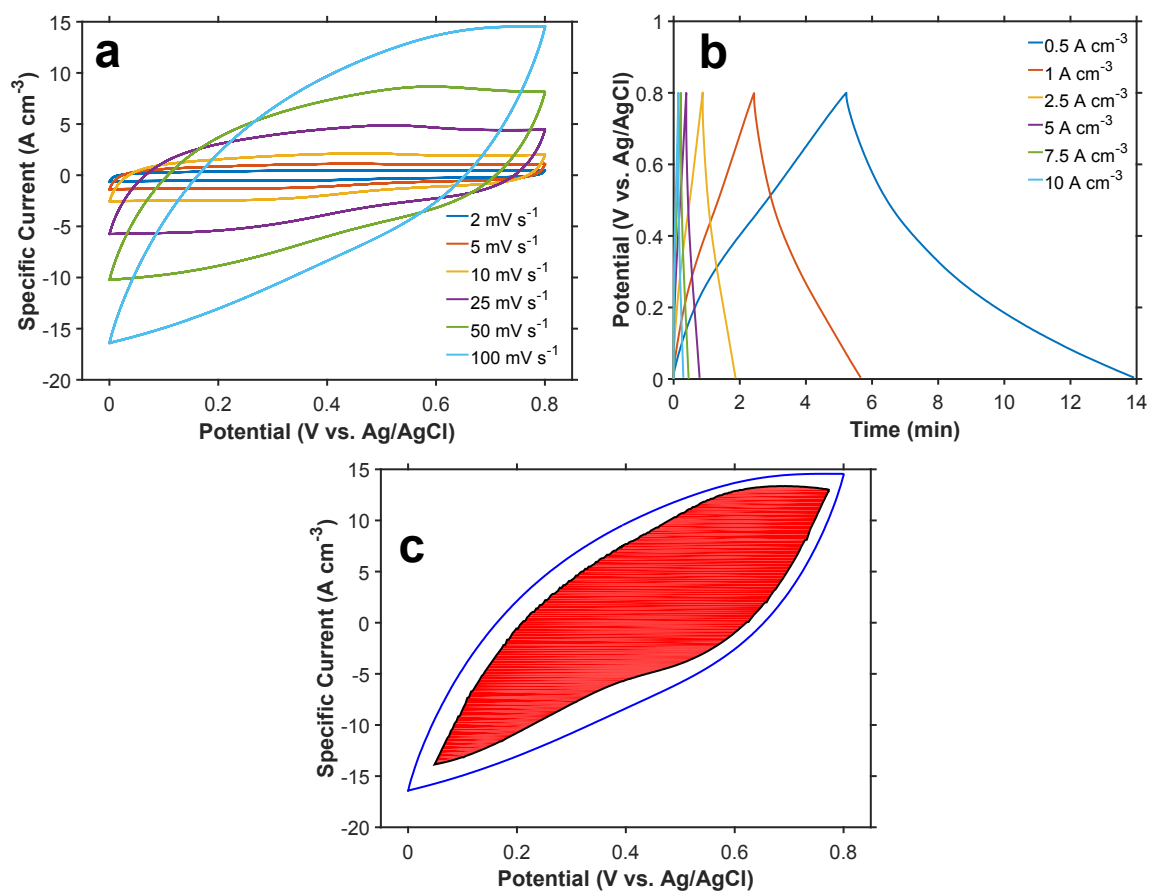 a
15
10
5
0
-5
-10
-15
-20
Specific Current (A cm⁻³)
2 mV s⁻¹
5 mV s⁻¹
10 mV s⁻¹
25 mV s⁻¹
50 mV s⁻¹
100 mV s⁻¹
0 0.2 0.4 0.6 0.8
Potential (V vs. Ag/AgCl)
b
1
0.8
0.6
0.4
0.2
0
Potential (V vs. Ag/AgCl)
0.5 A cm⁻³
1 A cm⁻³
2.5 A cm⁻³
5 A cm⁻³
7.5 A cm⁻³
10 A cm⁻³
0 2 4 6 8 10 12 14
Time (min)
c
15
10
5
0
-5
-10
-15
-20
Specific Current (A cm⁻³)
0 0.2 0.4 0.6 0.8
Potential (V vs. Ag/AgCl)